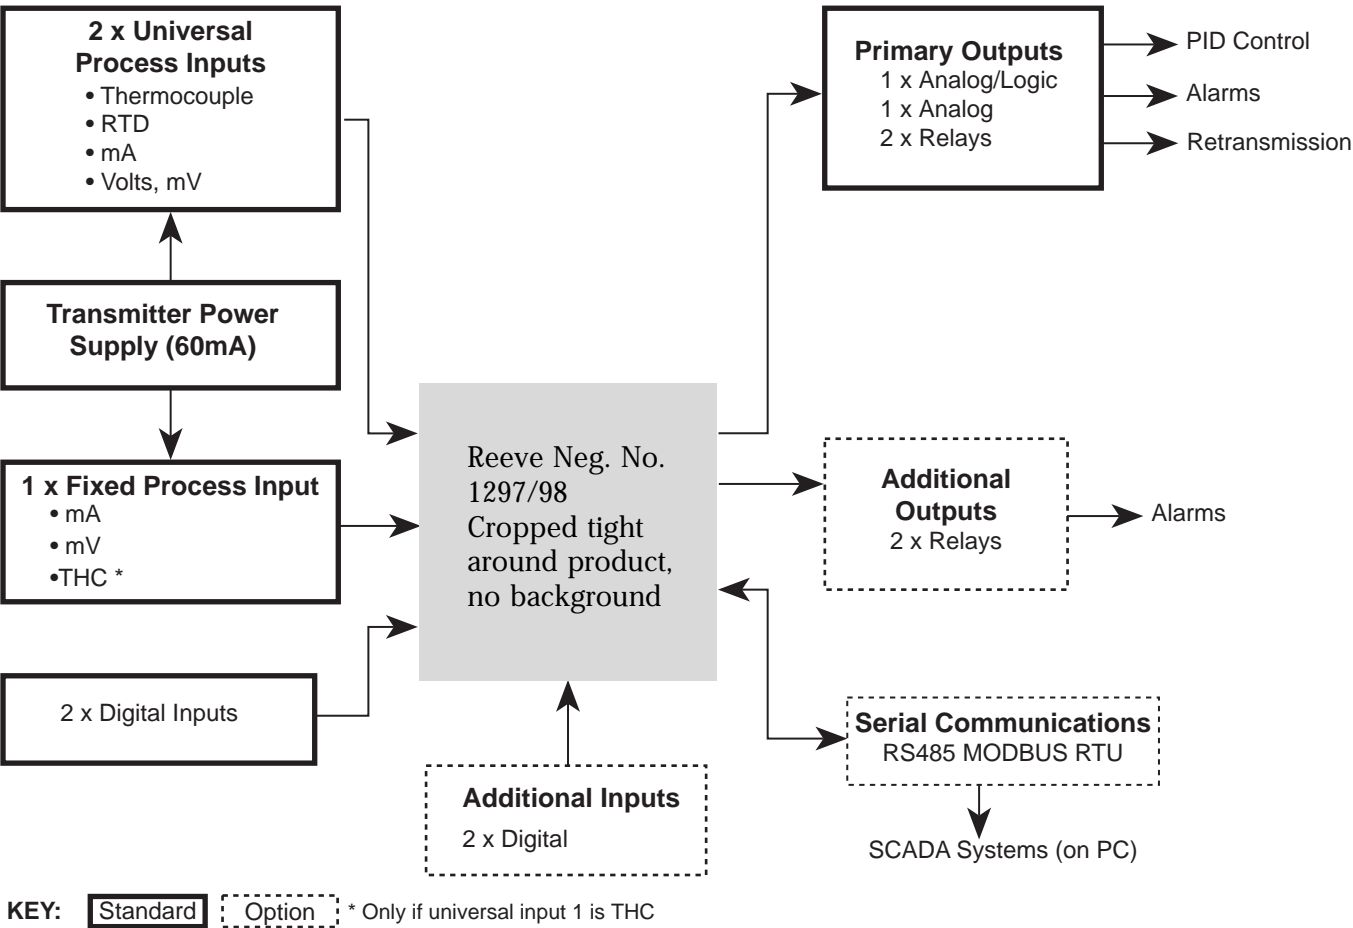 2 x Universal
Process Inputs
• Thermocouple
• RTD
• mA
• Volts, mV
Transmitter Power
Supply (60mA)
1 x Fixed Process Input
• mA
• mV
•THC *
2 x Digital Inputs
Reeve Neg. No.
1297/98
Cropped tight
around product,
no background
Additional Inputs
2 x Digital
Primary Outputs
1 x Analog/Logic
1 x Analog
2 x Relays
PID Control
Alarms
Retransmission
Additional
Outputs
2 x Relays
Alarms
Serial Communications
RS485 MODBUS RTU
SCADA Systems (on PC)
KEY: Standard Option * Only if universal input 1 is THC